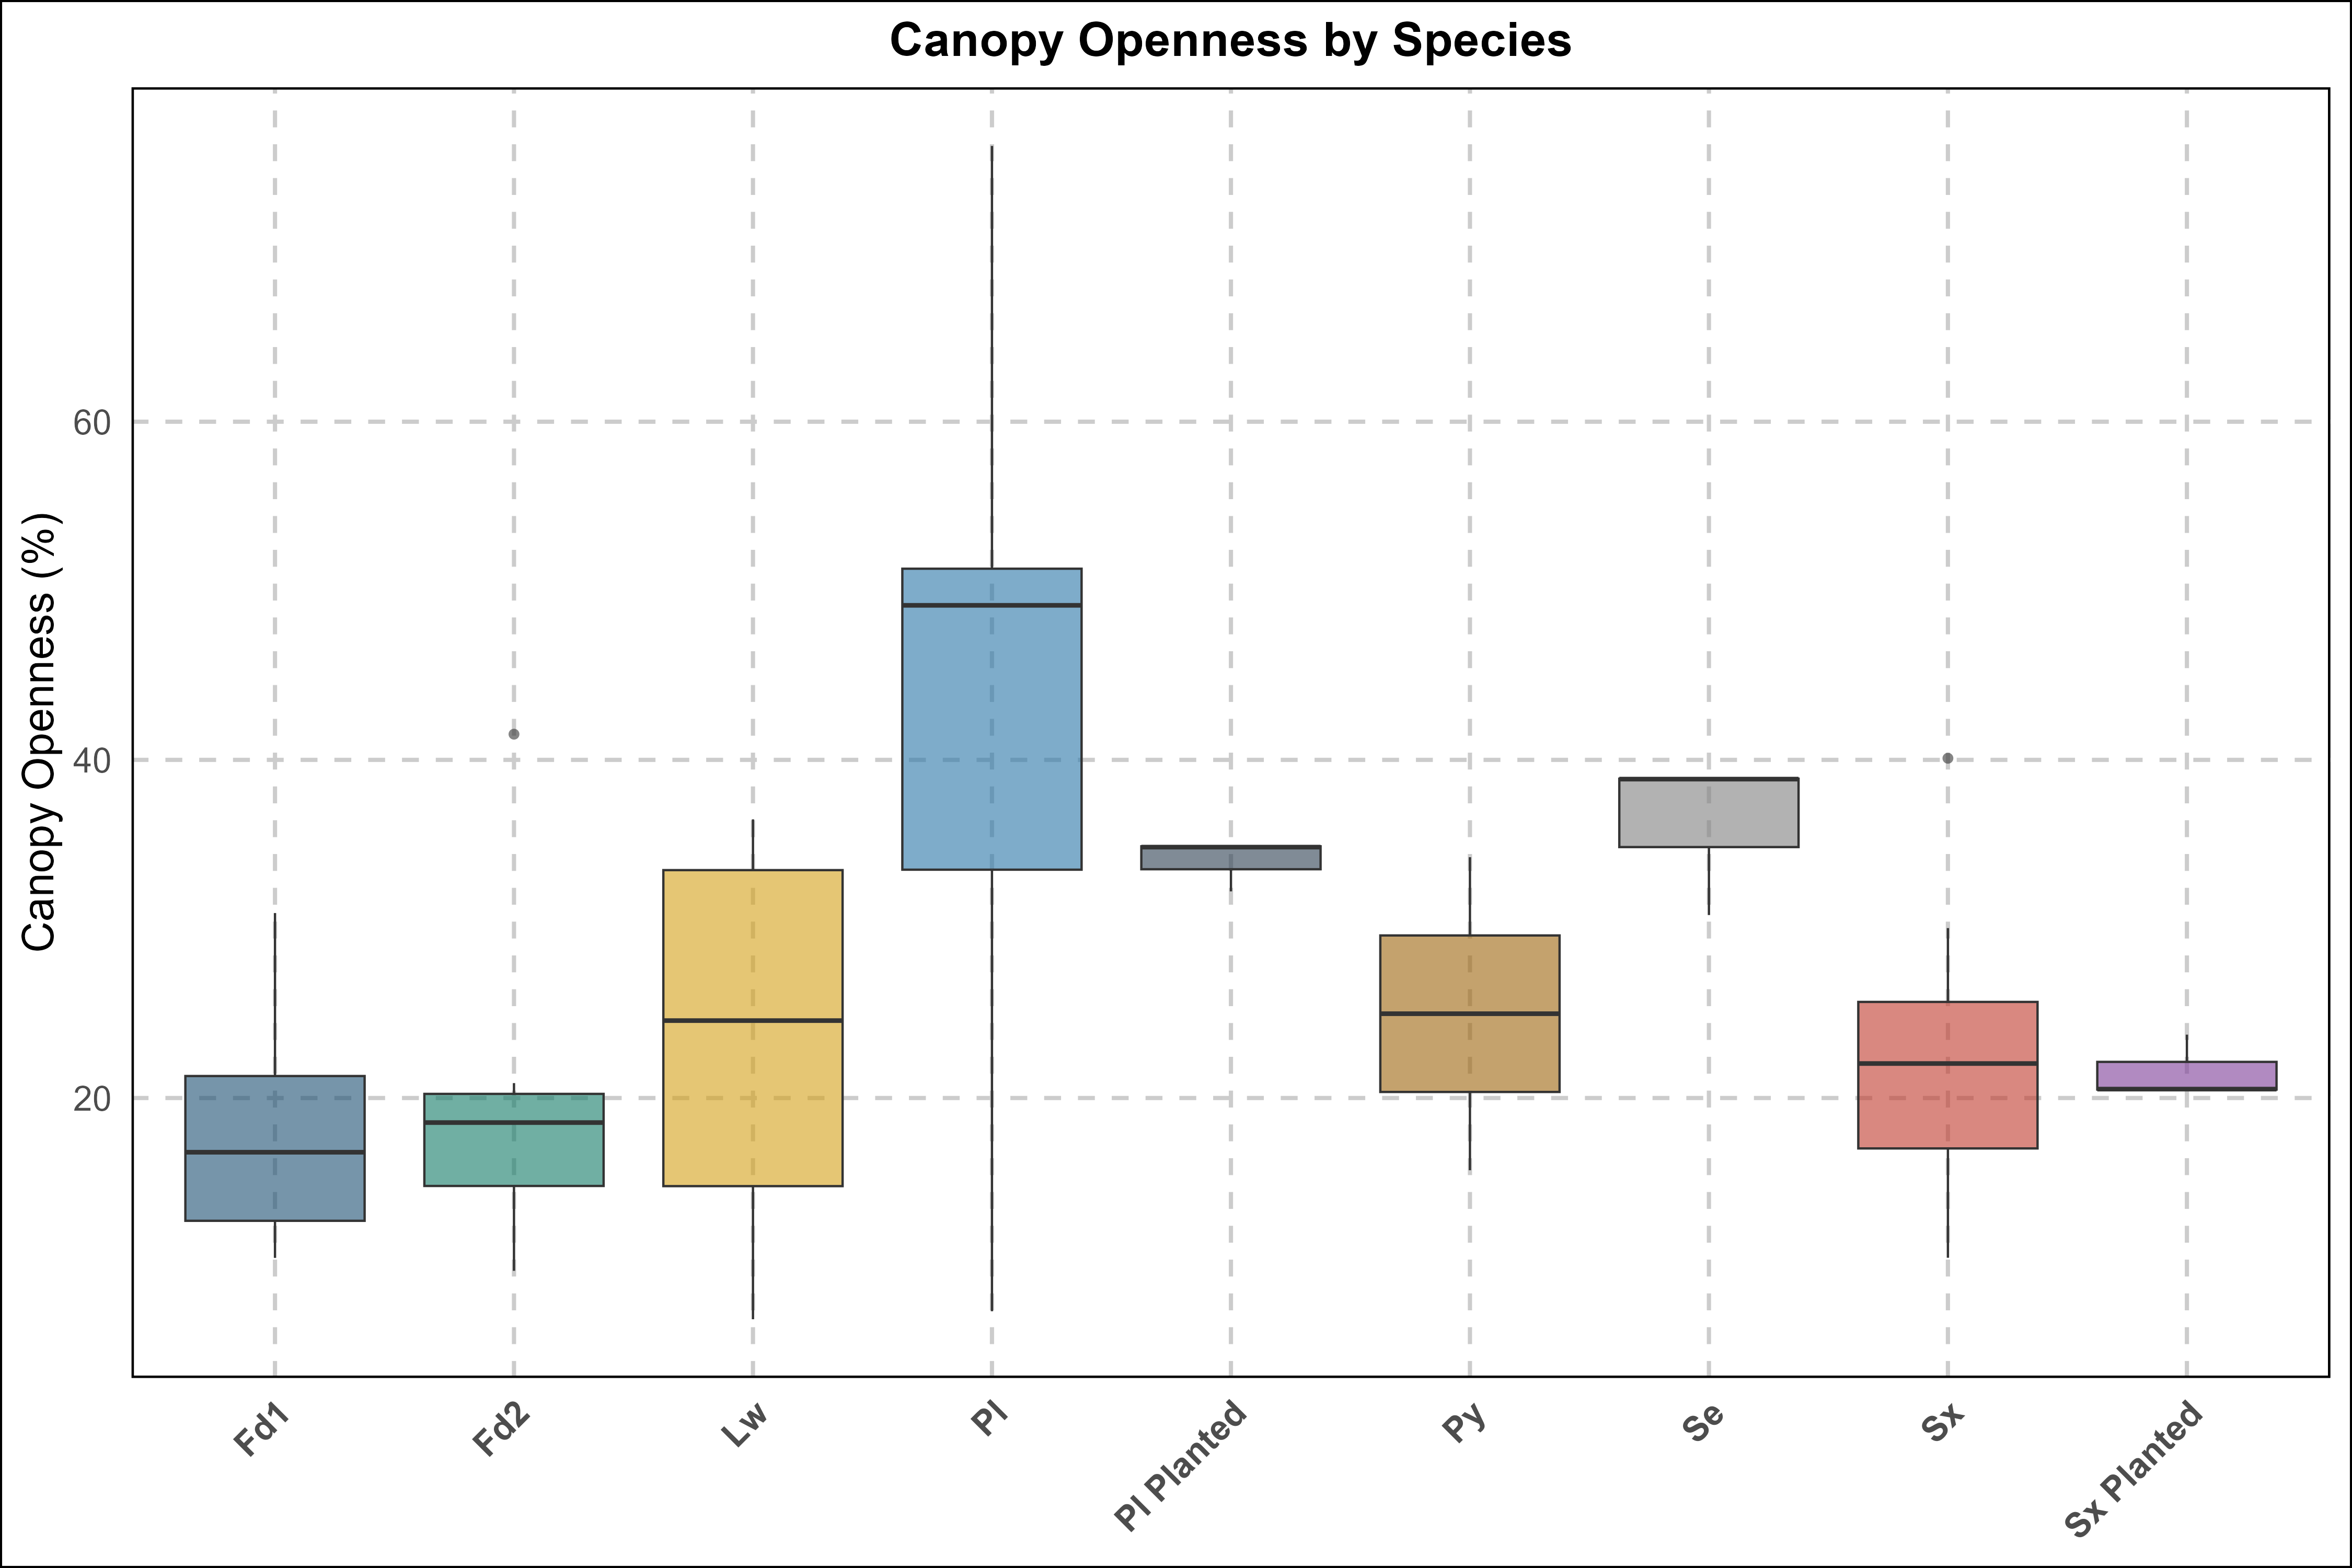 Canopy Openness by Species
Canopy Openness (%)
60
40
20
Fd1
Fd2
Lw
Pl
Pl Planted
Py
Se
Sx
Sx Planted